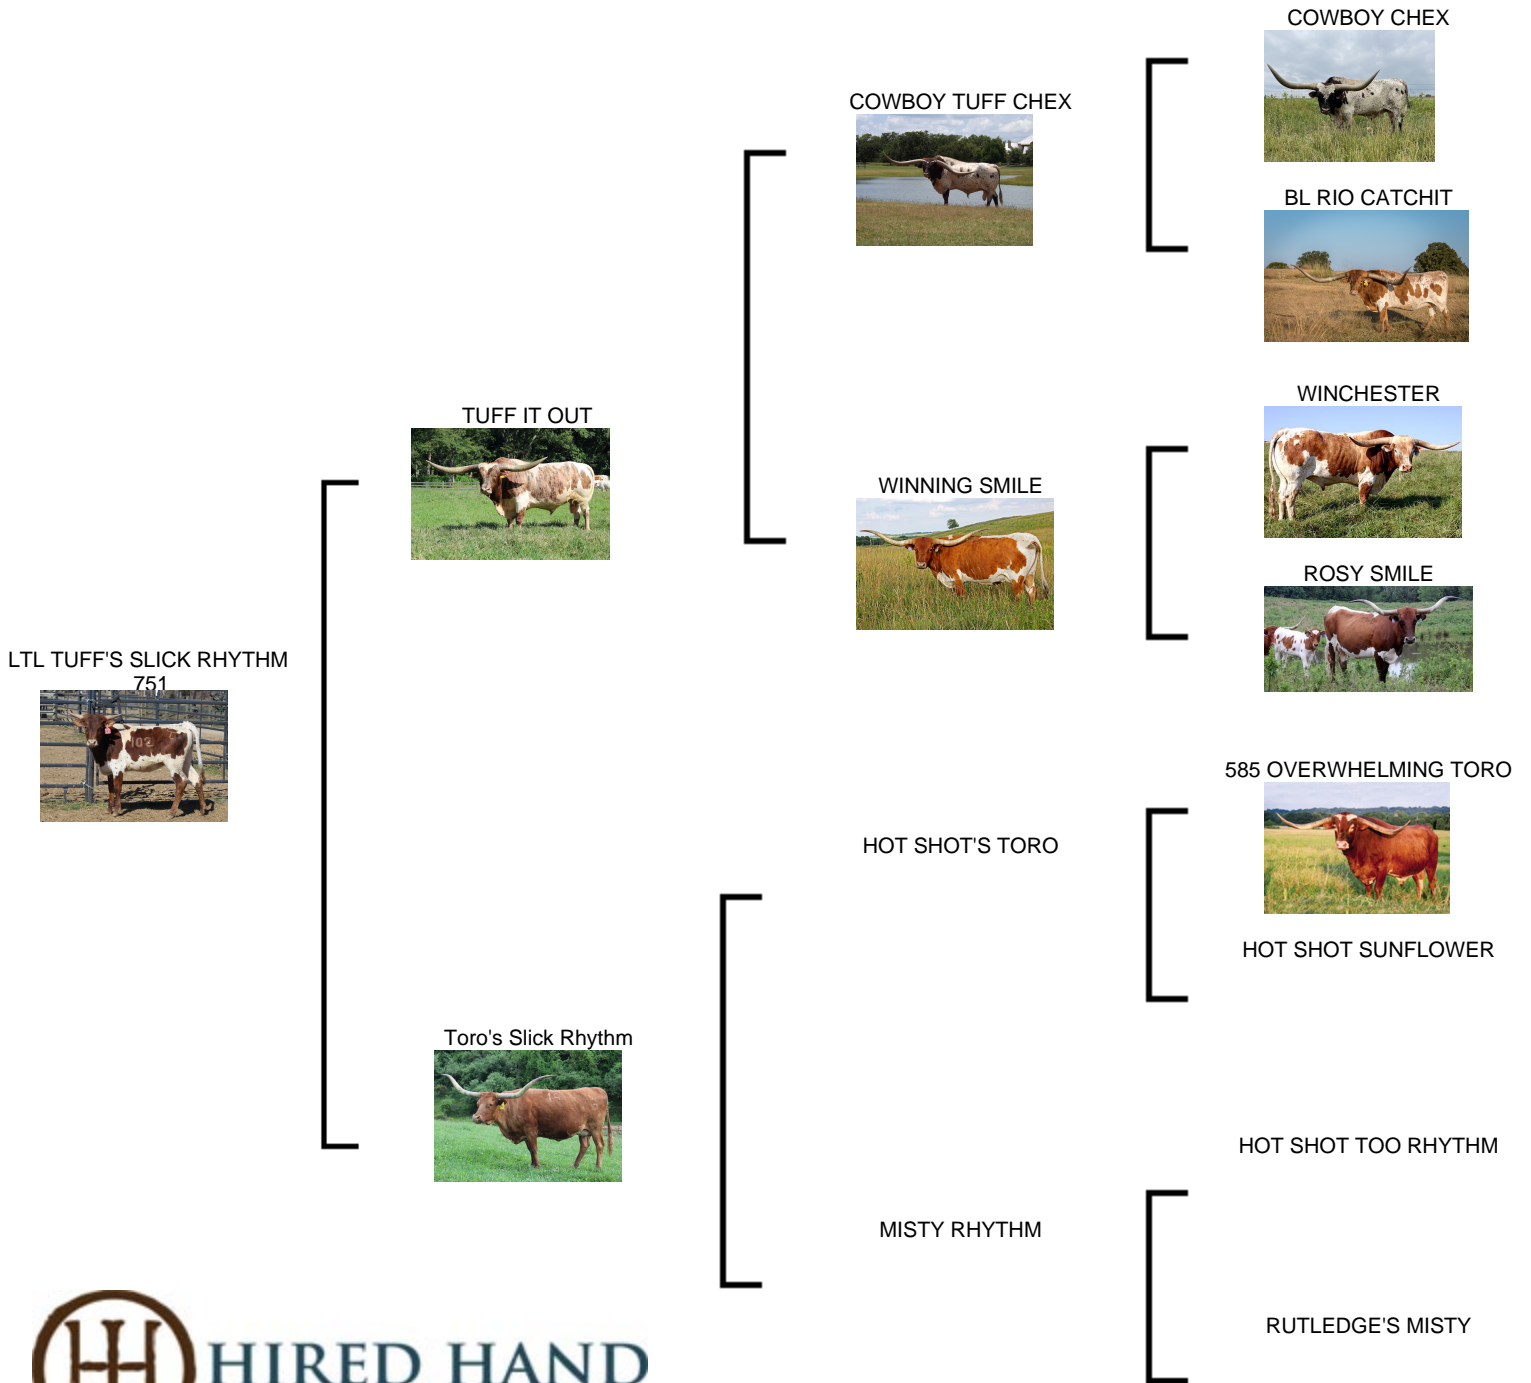 COWBOY CHEX
COWBOY TUFF CHEX
BL RIO CATCHIT
TUFF IT OUT
WINCHESTER
WINNING SMILE
ROSY SMILE
LTL TUFF'S SLICK RHYTHM
751
102
585 OVERWHELMING TORO
HOT SHOT'S TORO
HOT SHOT SUNFLOWER
Toro's Slick Rhythm
HOT SHOT TOO RHYTHM
MISTY RHYTHM
RUTLEDGE'S MISTY
HIRED HAND